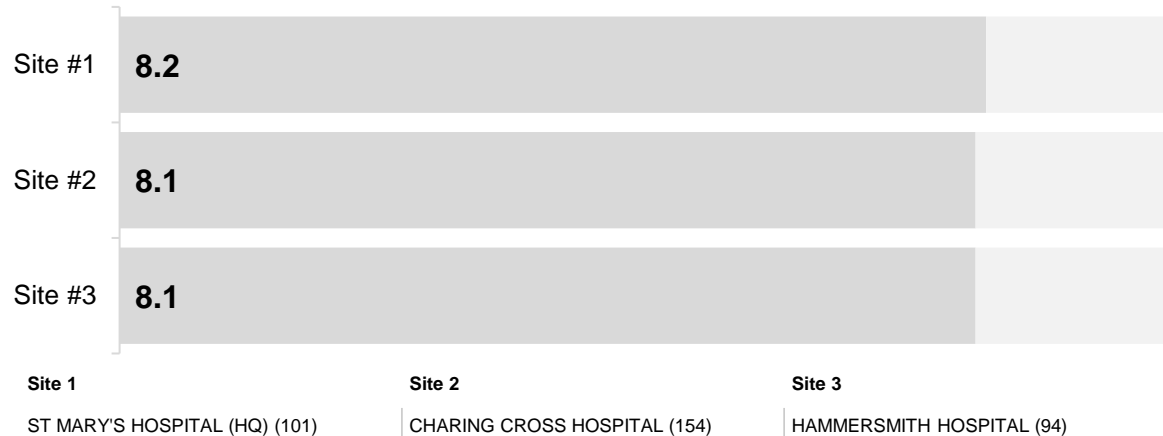 Site #1 8.2
Site #2 8.1
Site #3 8.1
Site 1 Site 2 Site 3
ST MARY'S HOSPITAL (HQ) (101) CHARING CROSS HOSPITAL (154) HAMMERSMITH HOSPITAL (94)